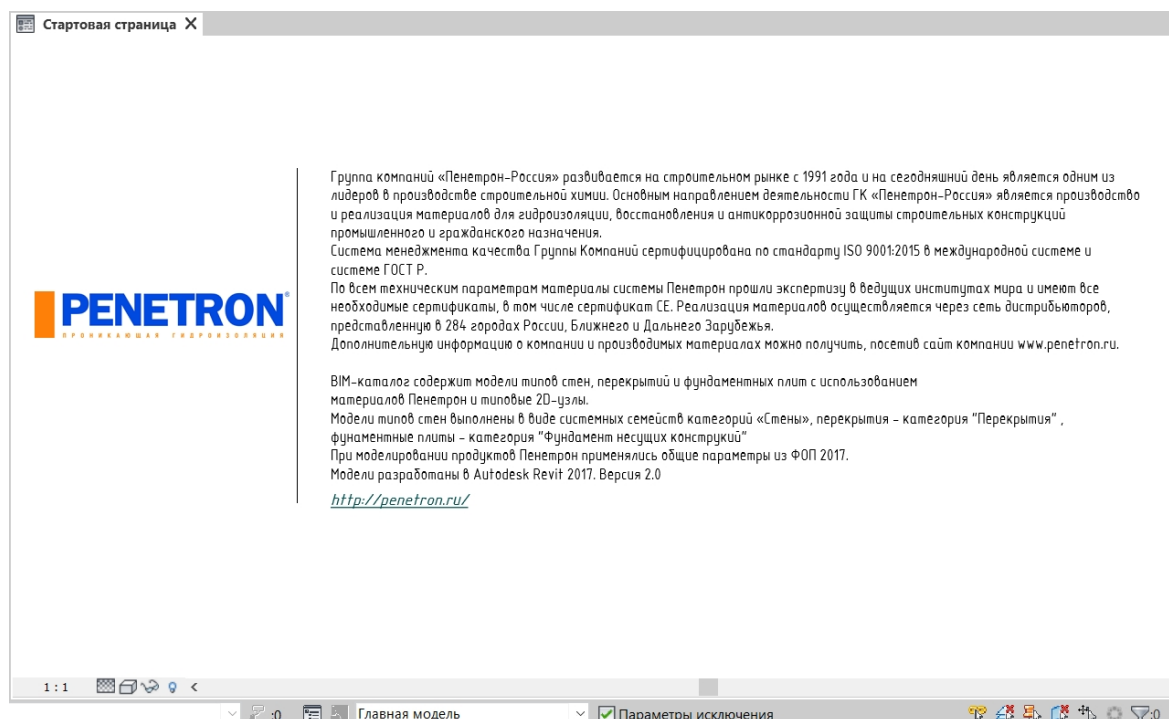 Стартовая страница X
Группа компаний «Пенетрон-Россия» развивается на строительном рынке с 1991 года и на сегодняшний день является одним из
лидеров в производстве строительной химии. Основным направлением деятельности ГК «Пенетрон-Россия» является производство
и реализация материалов для гидроизоляции, восстановления и антикоррозионной защиты строительных конструкций
промышленного и гражданского назначения.
Система менеджмента качества Группы Компаний сертифицирована по стандарту ISO 9001:2015 в международной системе и
системе ГОСТ Р.
По всем техническим параметрам материалы системы Пенетрон прошли экспертизу в ведущих институтах мира и имеют все
необходимые сертификаты, в том числе сертификат СЕ. Реализация материалов осуществляется через сеть дистрибьюторов,
представленную в 284 городах России, Ближнего и Дальнего Зарубежья.
Дополнительную информацию о компании и производимых материалах можно получить, посетив сайт компании www.penetron.ru.
PENETRON®
ПРОНИКАЮЩАЯ ГИДРОИЗОЛЯЦИЯ
BIM-каталог содержит модели типов стен, перекрытий и фундаментных плит с использованием
материалов Пенетрон и типовые 2D-узлы.
Модели типов стен выполнены в виде системных семейств категорий «Стены», перекрытия - категория "Перекрытия" ,
фунаментные плиты - категория "Фундамент несущих конструкий"
При моделировании продуктов Пенетрон применялись общие параметры из ФОП 2017.
Модели разработаны в Autodesk Revit 2017. Версия 2.0
http://penetron.ru/
1 : 1
:0 Главная модель Параметры исключения :0